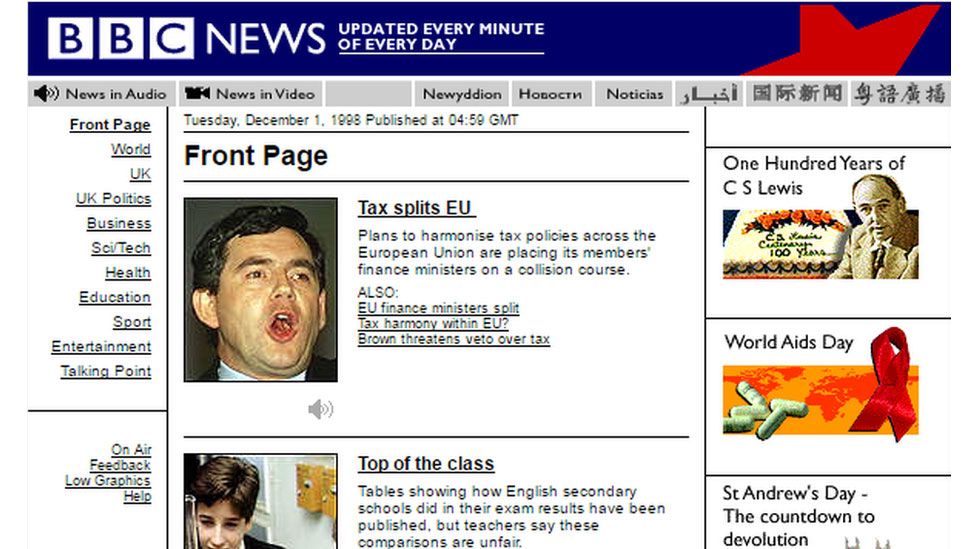 BBC NEWS
UPDATED EVERY MINUTE
OF EVERY DAY
News in Audio
News in Video
Newyddion
Новости
Noticias
أخبار
国际新闻
粤語廣播
Front Page
World
UK
UK Politics
Business
Sci/Tech
Health
Education
Sport
Entertainment
Talking Point
On Air
Feedback
Low Graphics
Help
Tuesday, December 1, 1998 Published at 04:59 GMT
Front Page
Tax splits EU
Plans to harmonise tax policies across the
European Union are placing its members'
finance ministers on a collision course.
ALSO:
EU finance ministers split
Tax harmony within EU?
Brown threatens veto over tax
Top of the class
Tables showing how English secondary
schools did in their exam results have been
published, but teachers say these
comparisons are unfair.
One Hundred Years of
C S Lewis
C.S. Lewis
Centenary
100 Years
World Aids Day
St Andrew's Day -
The countdown to
devolution